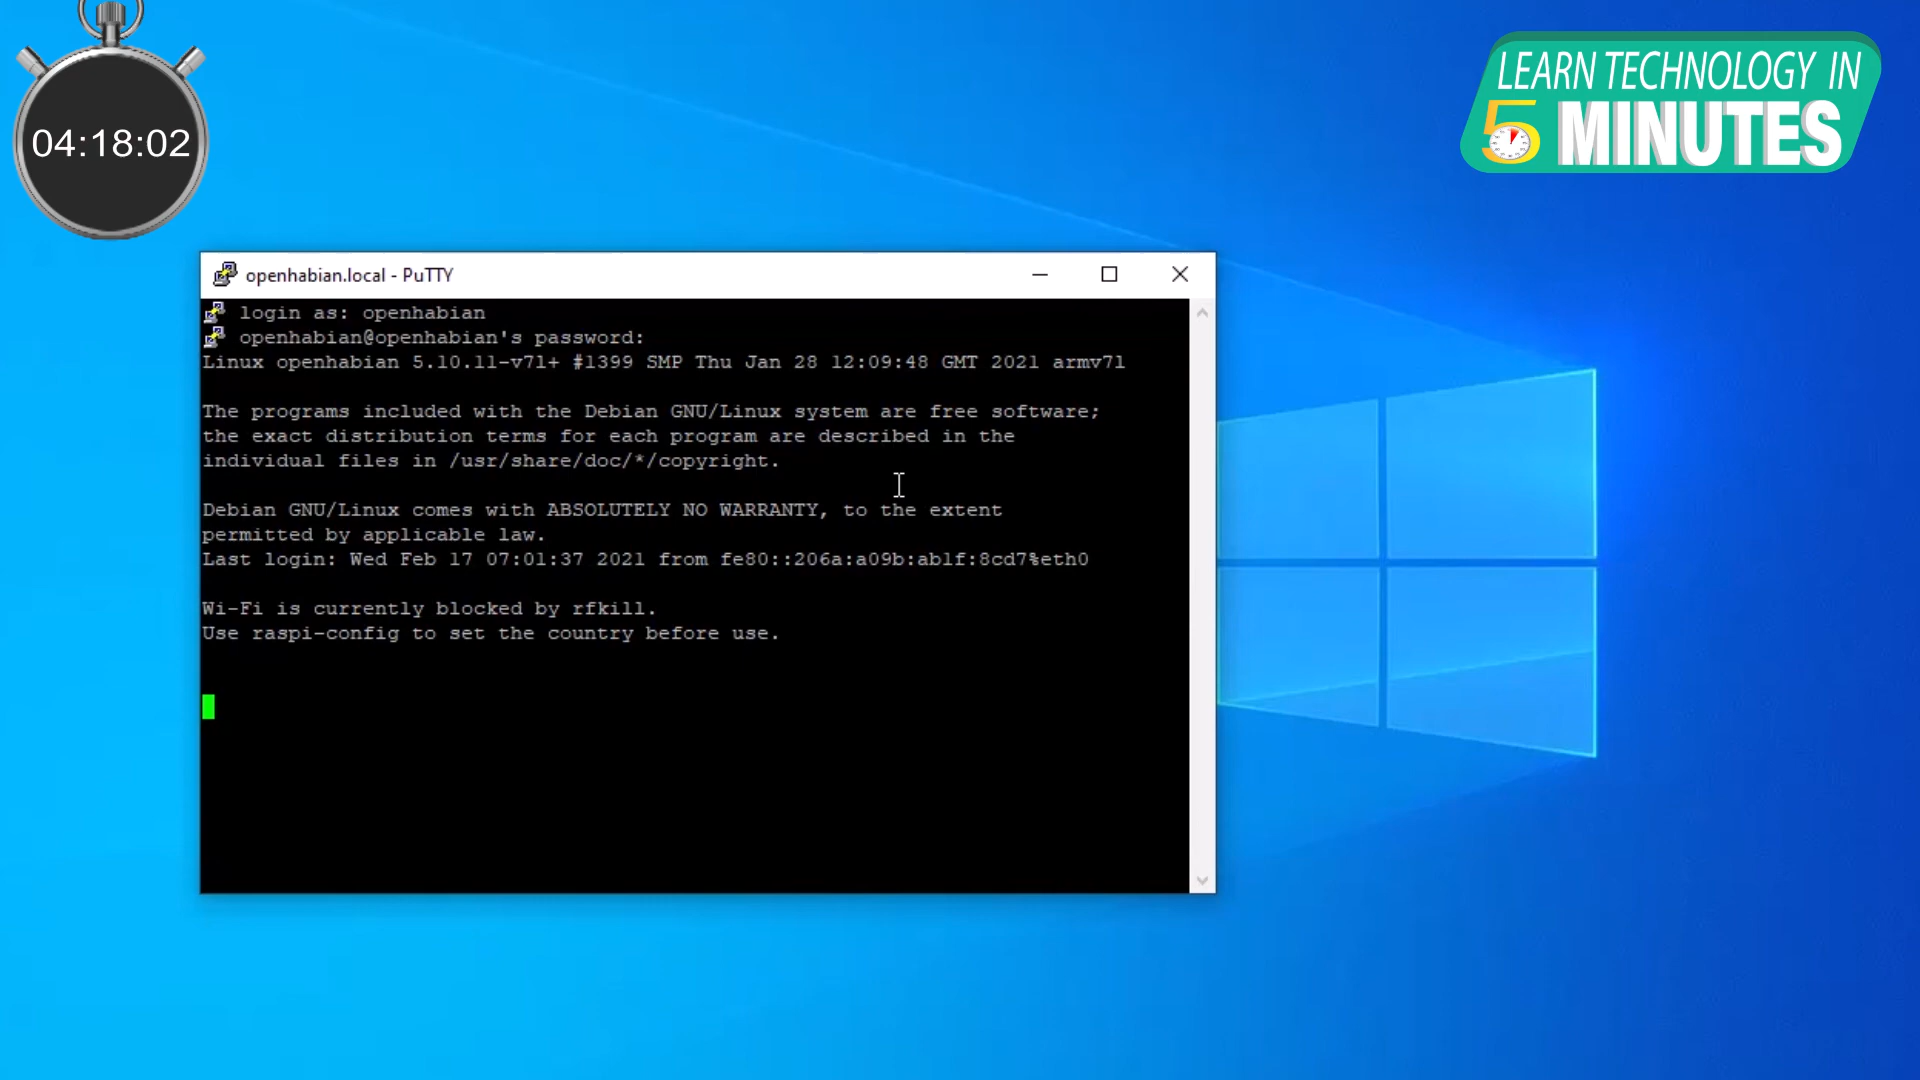 04:18:02
LEARN TECHNOLOGY IN
5 MINUTES
openhabian.local - PuTTY
login as: openhabian
openhabian@openhabian's password:
Linux openhabian 5.10.11-v7l+ #1399 SMP Thu Jan 28 12:09:48 GMT 2021 armv7l
The programs included with the Debian GNU/Linux system are free software;
the exact distribution terms for each program are described in the
individual files in /usr/share/doc/*/copyright.
Debian GNU/Linux comes with ABSOLUTELY NO WARRANTY, to the extent
permitted by applicable law.
Last login: Wed Feb 17 07:01:37 2021 from fe80::206a:a09b:ab1f:8cd7%eth0
Wi-Fi is currently blocked by rfkill.
Use raspi-config to set the country before use.